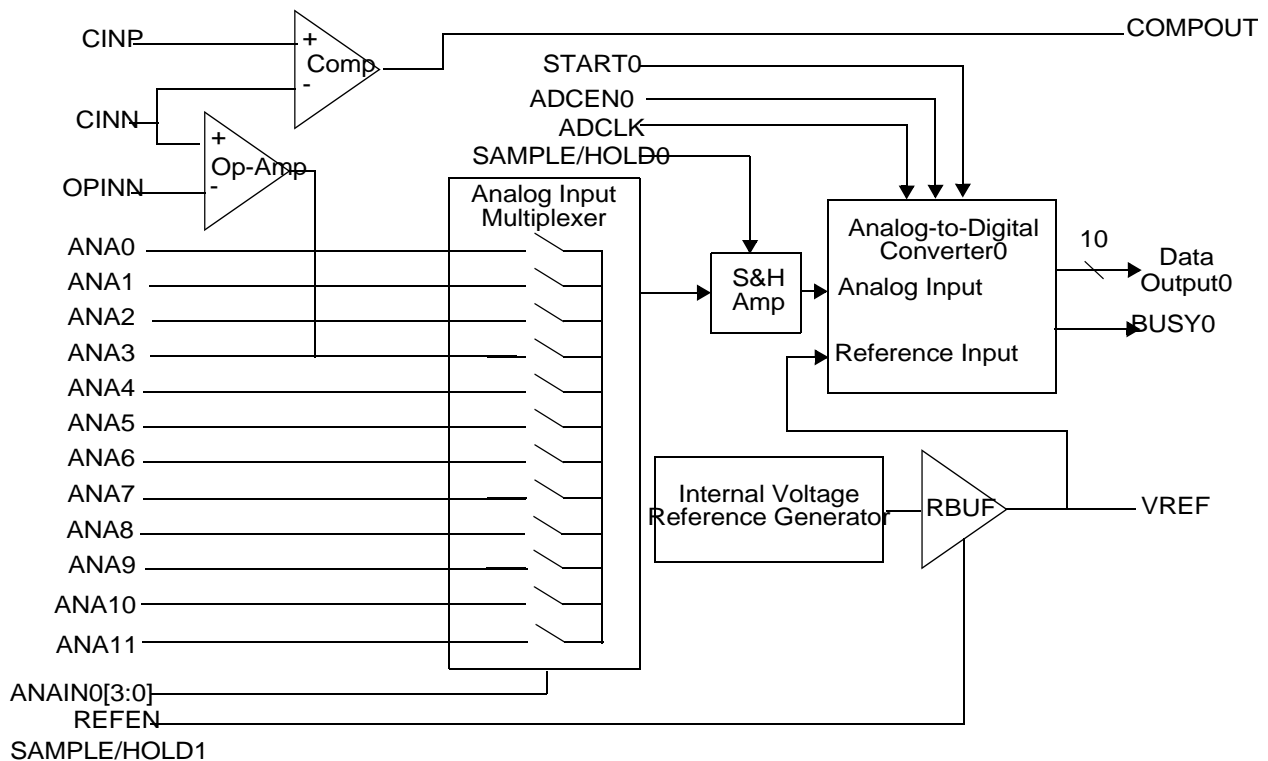 CINP
+
Comp
-
COMPOUT
START0
ADCEN0
ADCLK
SAMPLE/HOLD0
CINN
+
Op-Amp
-
OPINN
Analog Input
Multiplexer
ANA0
ANA1
ANA2
ANA3
ANA4
ANA5
ANA6
ANA7
ANA8
ANA9
ANA10
ANA11
ANAIN0[3:0]
REFEN
SAMPLE/HOLD1
S&H
Amp
Analog-to-Digital
Converter0
Analog Input
Reference Input
10
Data
Output0
BUSY0
Internal Voltage
Reference Generator
RBUF
VREF